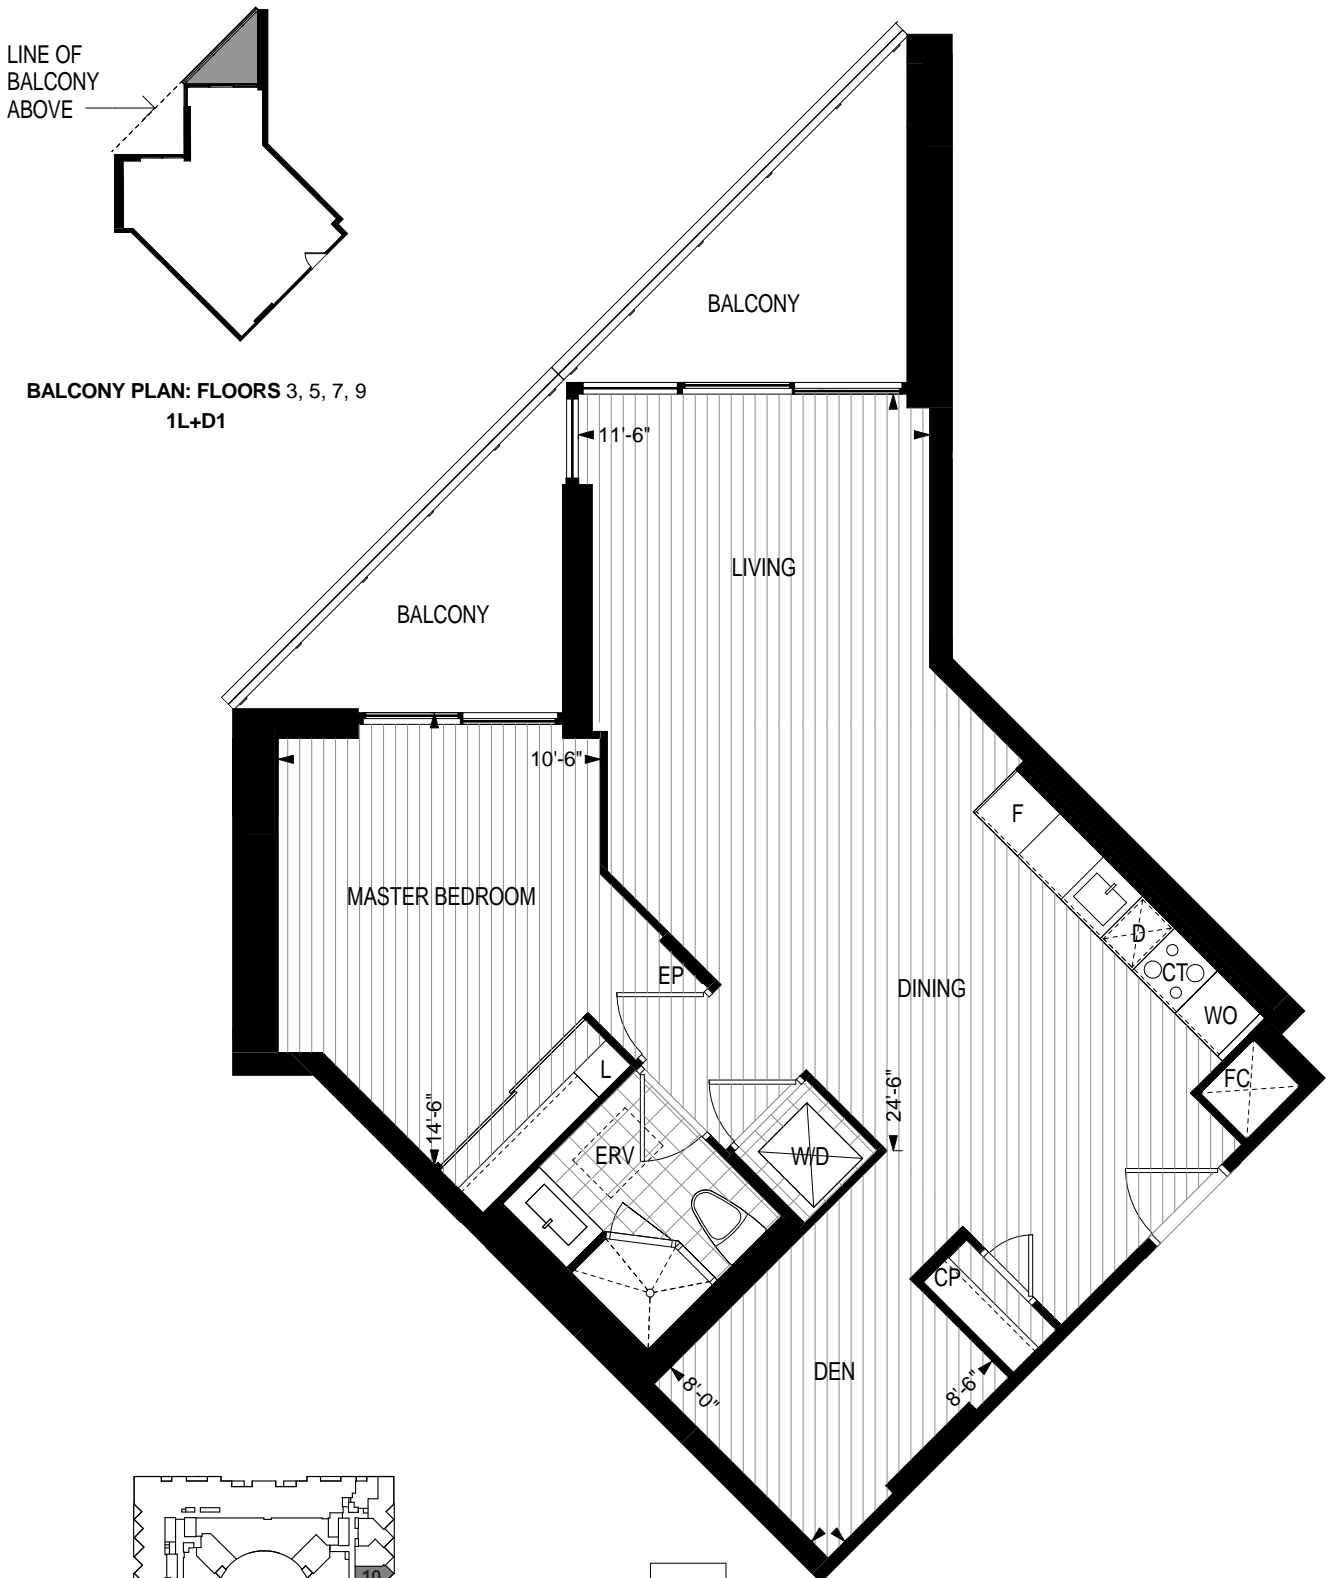 LINE OF
BALCONY
ABOVE
BALCONY PLAN: FLOORS 3, 5, 7, 9
1L+D1
BALCONY
11'-6"
LIVING
BALCONY
10'-6"
MASTER BEDROOM
F
D
CT
WO
EP
DINING
L
FC
14'-6"
24'-6"
ERV
W/D
CP
DEN
8'-0"
8'-6"
10